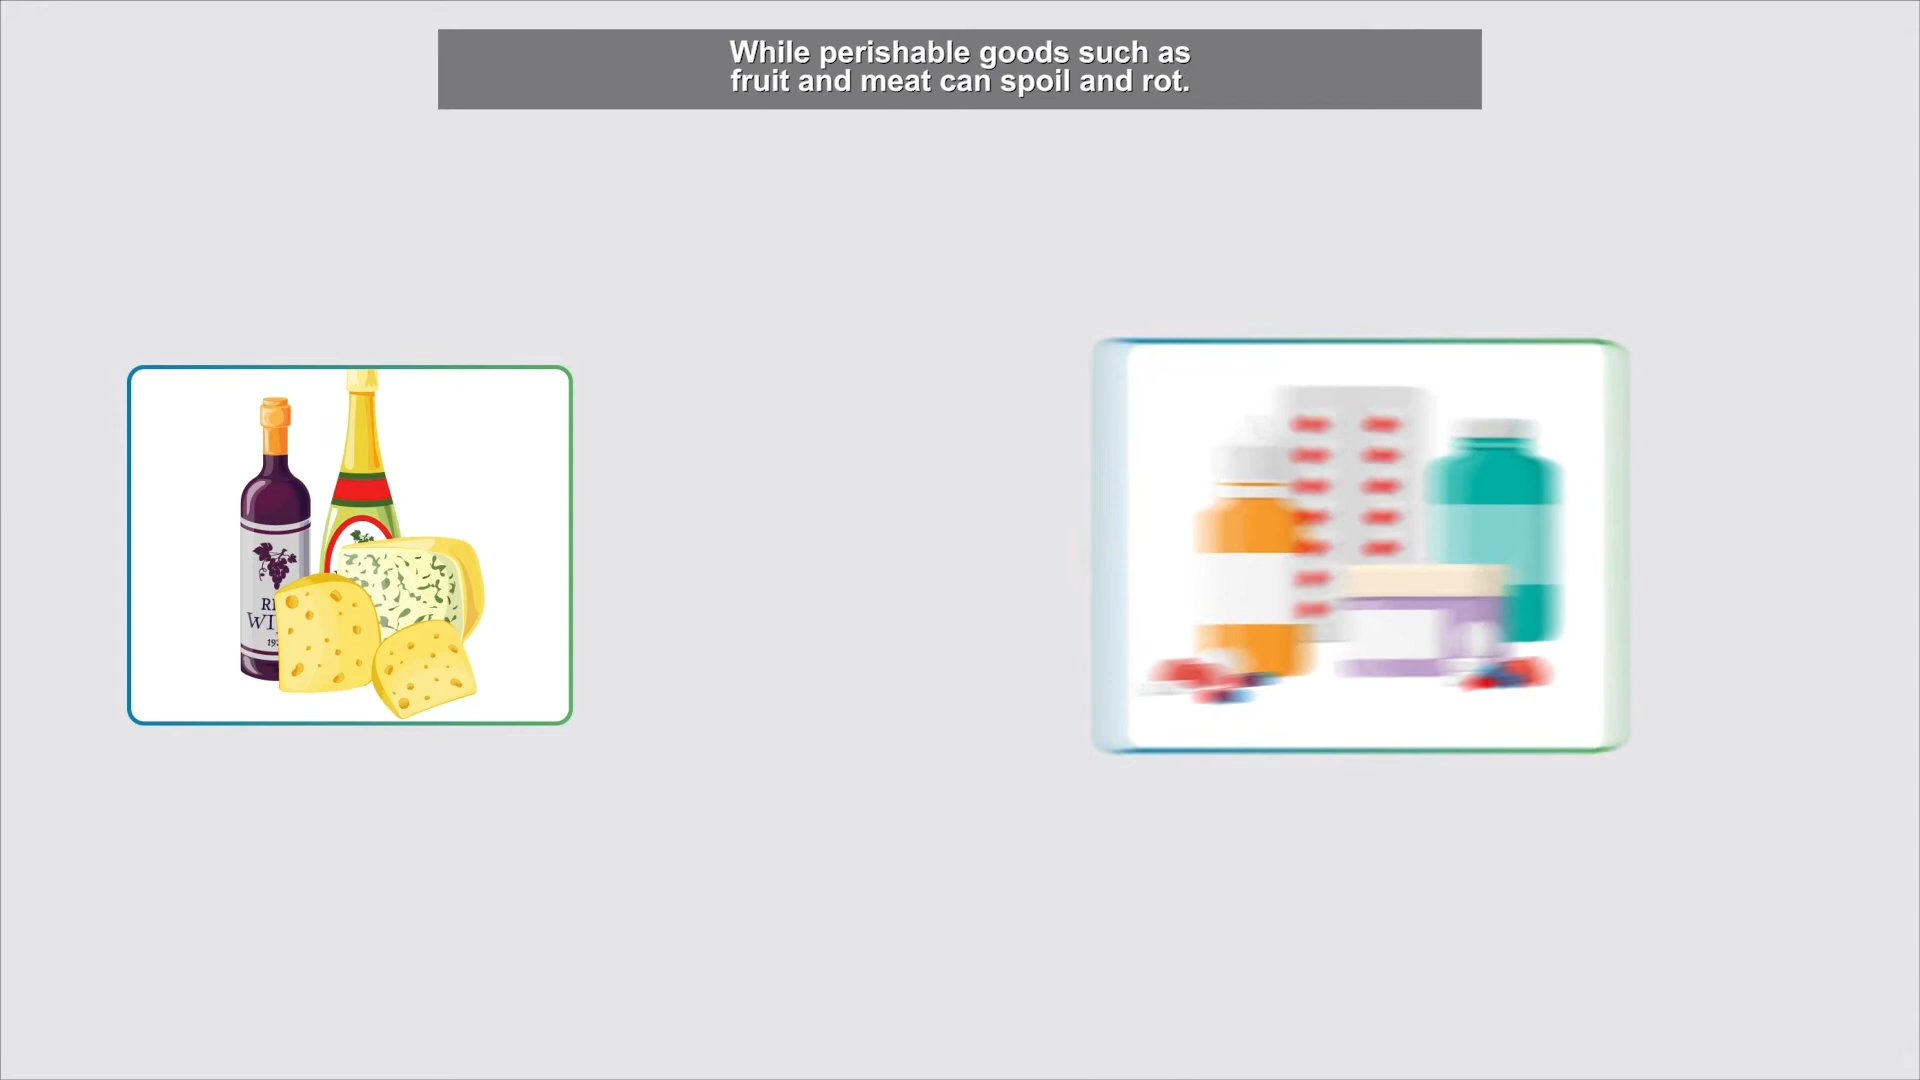 While perishable goods such as
fruit and meat can spoil and rot.